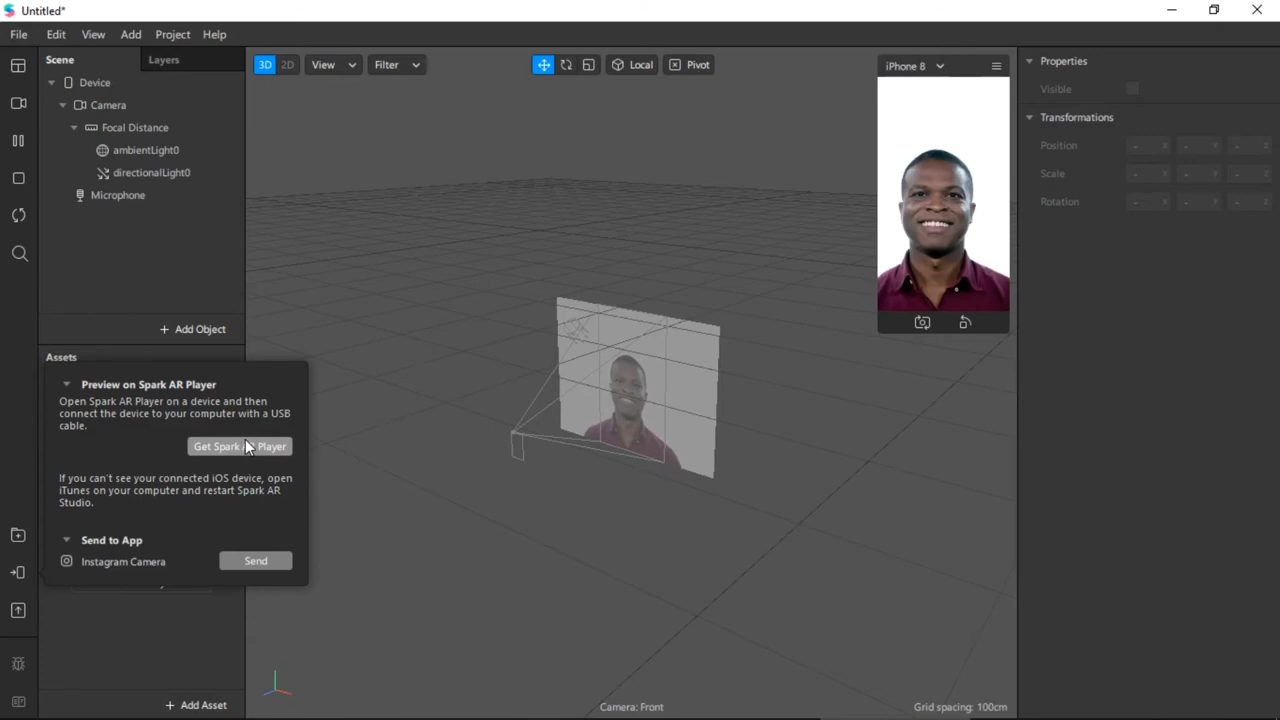 Untitled*
File Edit View Add Project Help
Scene Layers
Device
Camera
Focal Distance
ambientLight0
directionalLight0
Microphone
+ Add Object
Assets
Preview on Spark AR Player
Open Spark AR Player on a device and then
connect the device to your computer with a USB
cable.
Get Spark Player
If you can't see your connected iOS device, open
iTunes on your computer and restart Spark AR
Studio.
Send to App
Instagram Camera Send
+ Add Asset
3D 2D View Filter Local Pivot
iPhone 8
Camera: Front
Grid spacing: 100cm
Properties
Visible
Transformations
Position - X - Y - Z
Scale - X - Y - Z
Rotation - X - Y - Z